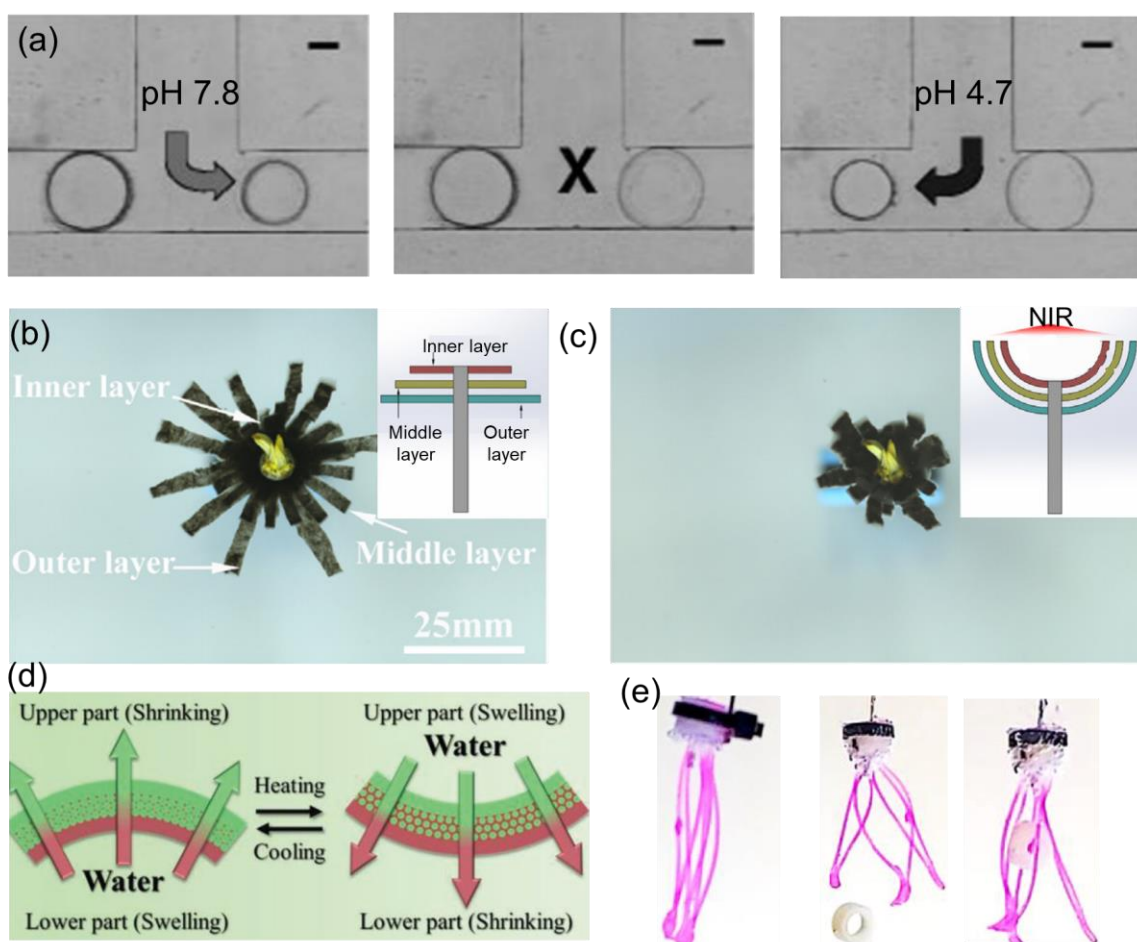 (a)
pH 7.8
X
pH 4.7
(b)
Inner layer
Outer layer
Middle layer
25mm
Inner layer
Middle
layer
Outer
layer
(c)
NIR
(d)
Upper part (Shrinking)
Water
Lower part (Swelling)
Heating
Cooling
Upper part (Swelling)
Water
Lower part (Shrinking)
(e)